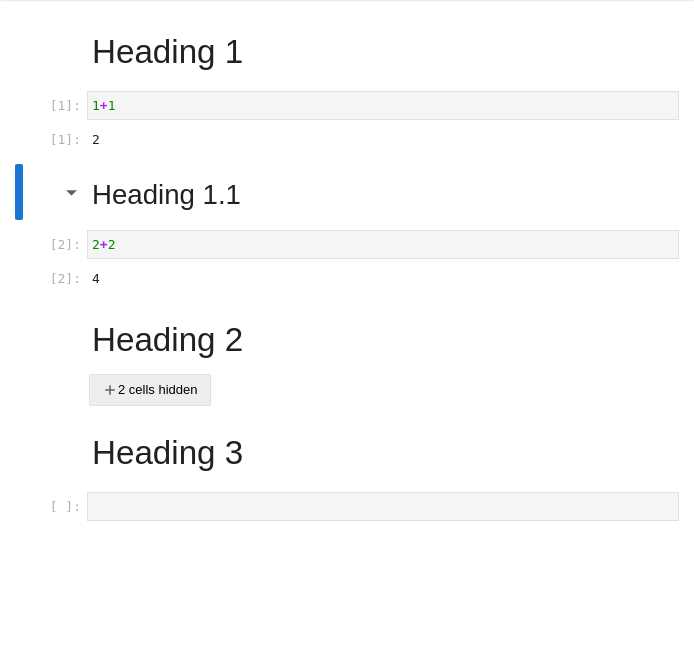 Heading 1
[1]: 1+1
[1]: 2
Heading 1.1
[2]: 2+2
[2]: 4
Heading 2
2 cells hidden
Heading 3
[ ]: